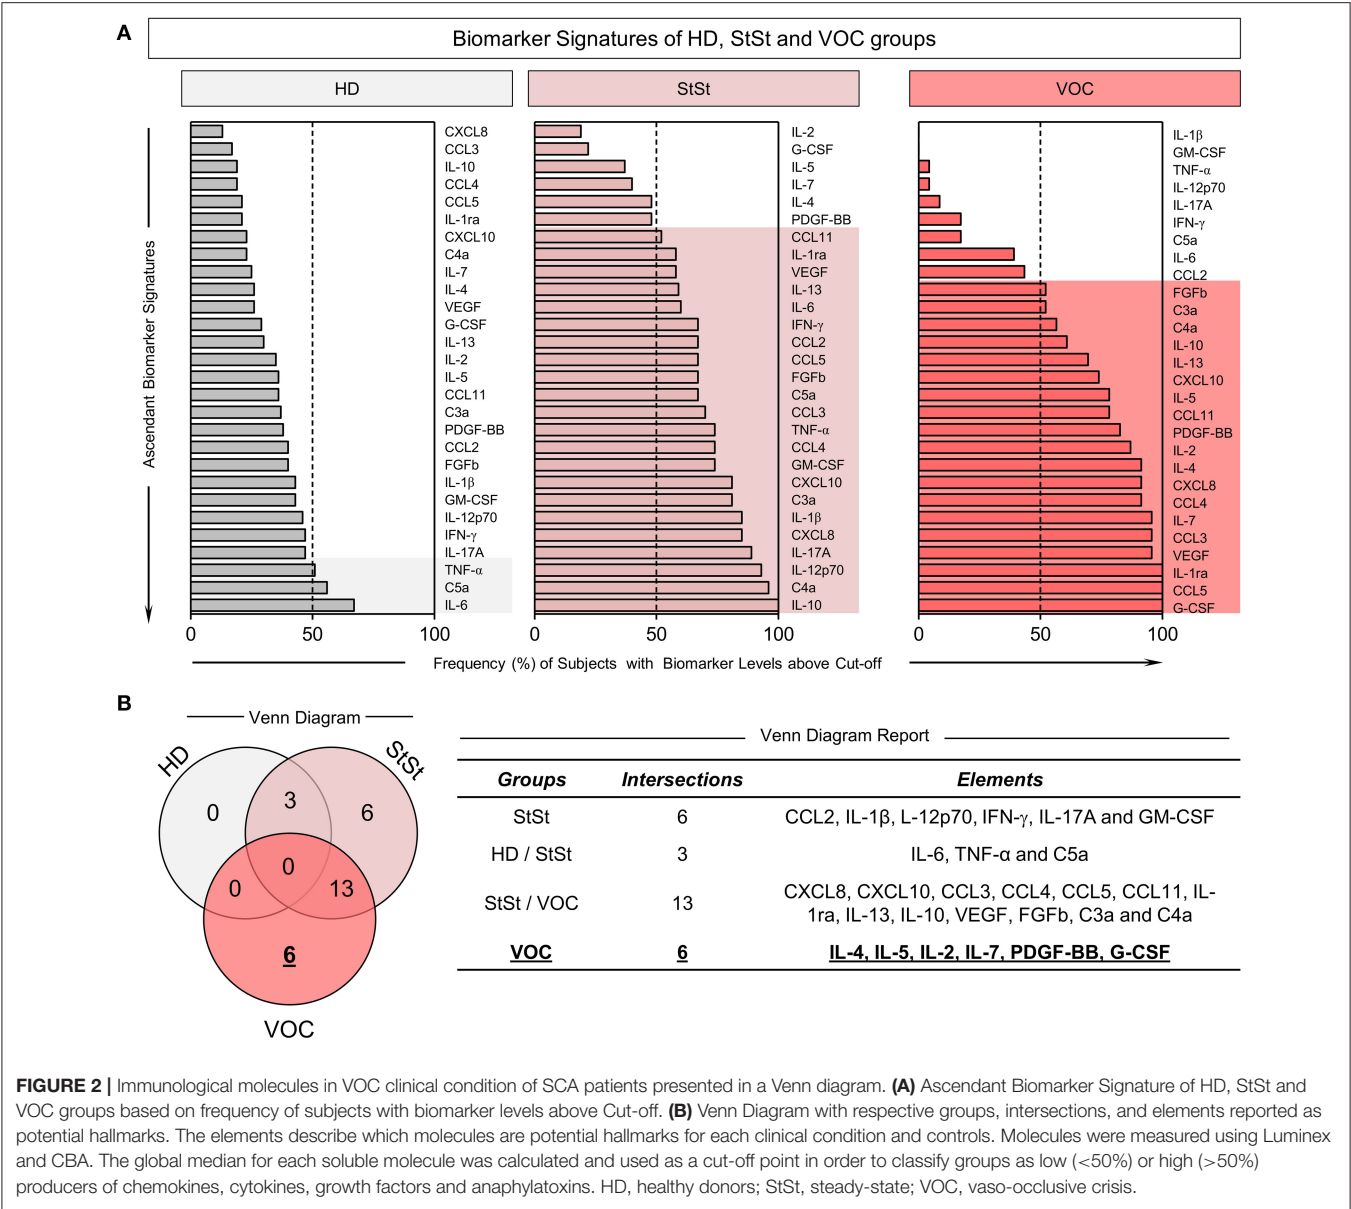 A
Biomarker Signatures of HD, StSt and VOC groups
HD
StSt
VOC
Ascendant Biomarker Signatures
CXCL8
CCL3
IL-10
CCL4
CCL5
IL-1ra
CXCL10
C4a
IL-7
IL-4
VEGF
G-CSF
IL-13
IL-2
IL-5
CCL11
C3a
PDGF-BB
CCL2
FGFb
IL-1β
GM-CSF
IL-12p70
IFN-γ
IL-17A
TNF-α
C5a
IL-6
0 50 100
IL-2
G-CSF
IL-5
IL-7
IL-4
PDGF-BB
CCL11
IL-1ra
VEGF
IL-13
IL-6
IFN-γ
CCL2
CCL5
FGFb
C5a
CCL3
TNF-α
CCL4
GM-CSF
CXCL10
C3a
IL-1β
CXCL8
IL-17A
IL-12p70
C4a
IL-10
0 50 100
IL-1β
GM-CSF
TNF-α
IL-12p70
IL-17A
IFN-γ
C5a
IL-6
CCL2
FGFb
C3a
C4a
IL-10
IL-13
CXCL10
IL-5
CCL11
PDGF-BB
IL-2
IL-4
CXCL8
CCL4
IL-7
CCL3
VEGF
IL-1ra
CCL5
G-CSF
0 50 100
Frequency (%) of Subjects with Biomarker Levels above Cut-off
B
Venn Diagram
HD
StSt
0
3
6
0
0
13
6
VOC
Venn Diagram Report
Groups Intersections Elements
StSt 6 CCL2, IL-1β, L-12p70, IFN-γ, IL-17A and GM-CSF
HD / StSt 3 IL-6, TNF-α and C5a
StSt / VOC 13 CXCL8, CXCL10, CCL3, CCL4, CCL5, CCL11, IL-
1ra, IL-13, IL-10, VEGF, FGFb, C3a and C4a
VOC 6 IL-4, IL-5, IL-2, IL-7, PDGF-BB, G-CSF
FIGURE 2 | Immunological molecules in VOC clinical condition of SCA patients presented in a Venn diagram. (A) Ascendant Biomarker Signature of HD, StSt and
VOC groups based on frequency of subjects with biomarker levels above Cut-off. (B) Venn Diagram with respective groups, intersections, and elements reported as
potential hallmarks. The elements describe which molecules are potential hallmarks for each clinical condition and controls. Molecules were measured using Luminex
and CBA. The global median for each soluble molecule was calculated and used as a cut-off point in order to classify groups as low (<50%) or high (>50%)
producers of chemokines, cytokines, growth factors and anaphylatoxins. HD, healthy donors; StSt, steady-state; VOC, vaso-occlusive crisis.